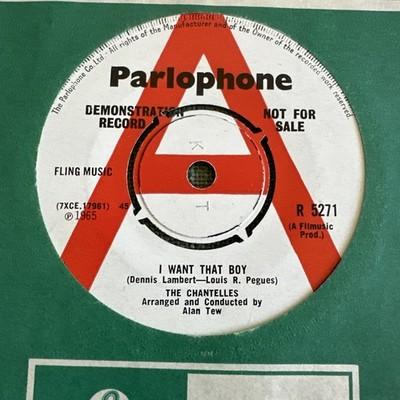 The Parlophone Co. Ltd. All rights of the Manufacturer and of the Owner of the recorded work reserved.
Parlophone
DEMONSTRATION RECORD
NOT FOR SALE
FLING MUSIC
K
T
(7XCE.17961) 45
℗1965
R 5271
(A Filmusic Prod.)
I WANT THAT BOY
(Dennis Lambert—Louis R. Pegues)
THE CHANTELLES
Arranged and Conducted by
Alan Tew